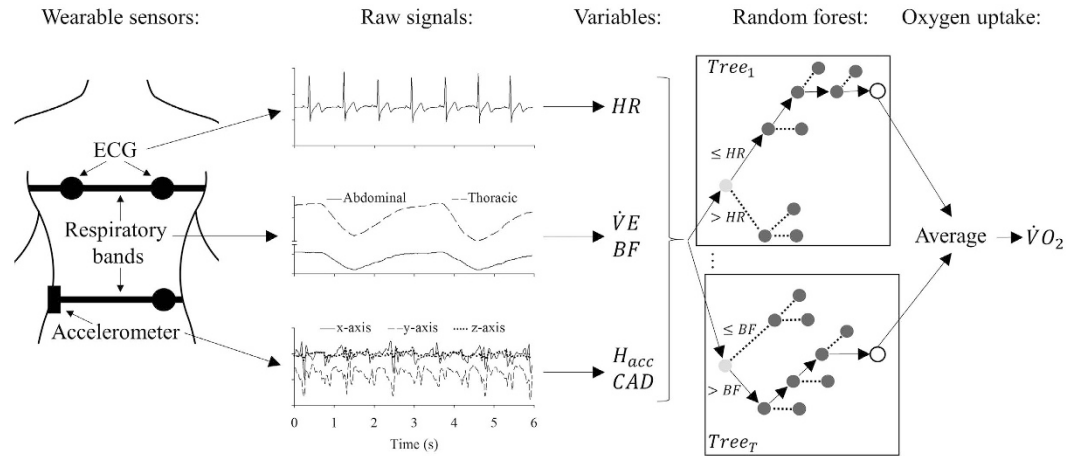 Wearable sensors:
Raw signals:
Variables:
Random forest:
Oxygen uptake:
ECG
Respiratory
bands
Accelerometer
Abdominal
Thoracic
x-axis
y-axis
z-axis
0 1 2 3 4 5 6
Time (s)
HR
V̇E
BF
H_acc
CAD
Tree_1
≤ HR
> HR
⋮
≤ BF
> BF
Tree_T
Average
V̇O_2